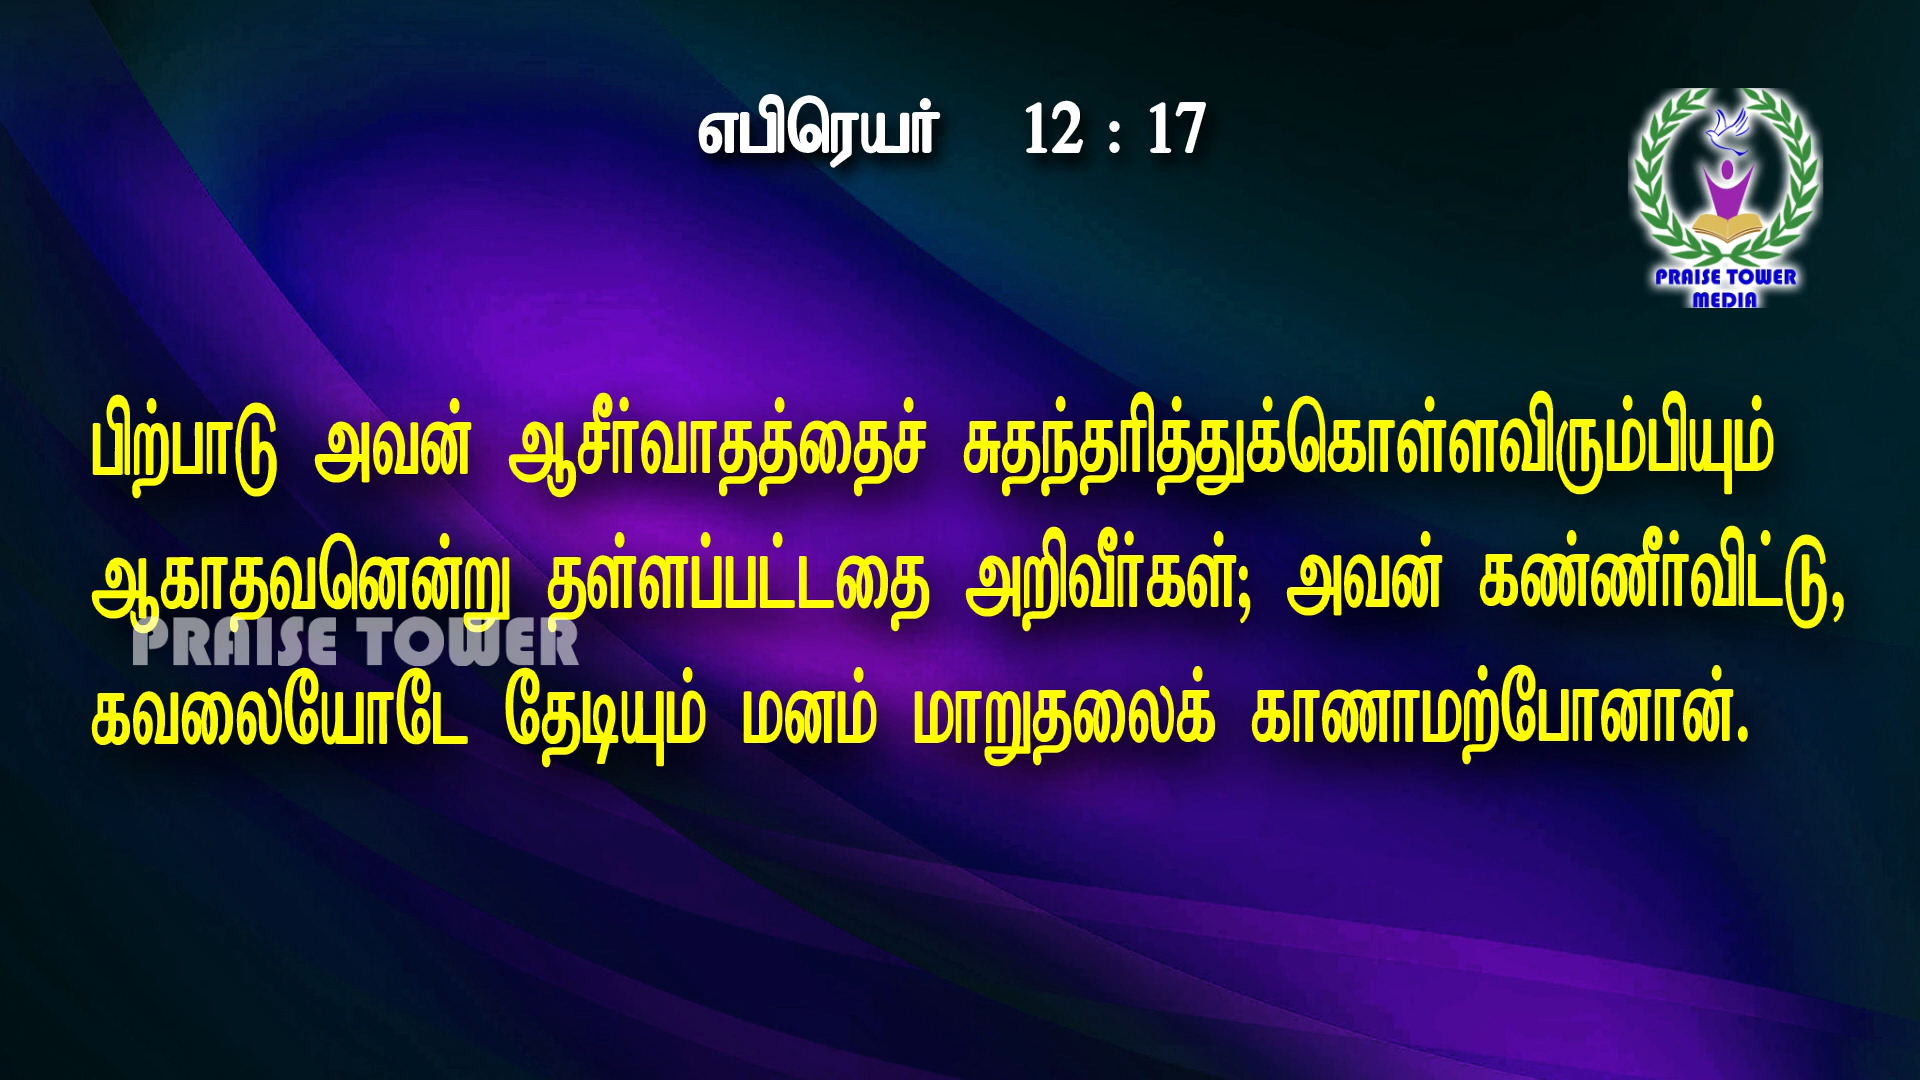 எபிரெயர் 12 : 17
PRAISE TOWER
MEDIA
பிற்பாடு அவன் ஆசீர்வாதத்தைச் சுதந்தரித்துக்கொள்ளவிரும்பியும்
ஆகாதவனென்று தள்ளப்பட்டதை அறிவீர்கள்; அவன் கண்ணீர்விட்டு,
PRAISE TOWER
கவலையோடே தேடியும் மனம் மாறுதலைக் காணாமற்போனான்.